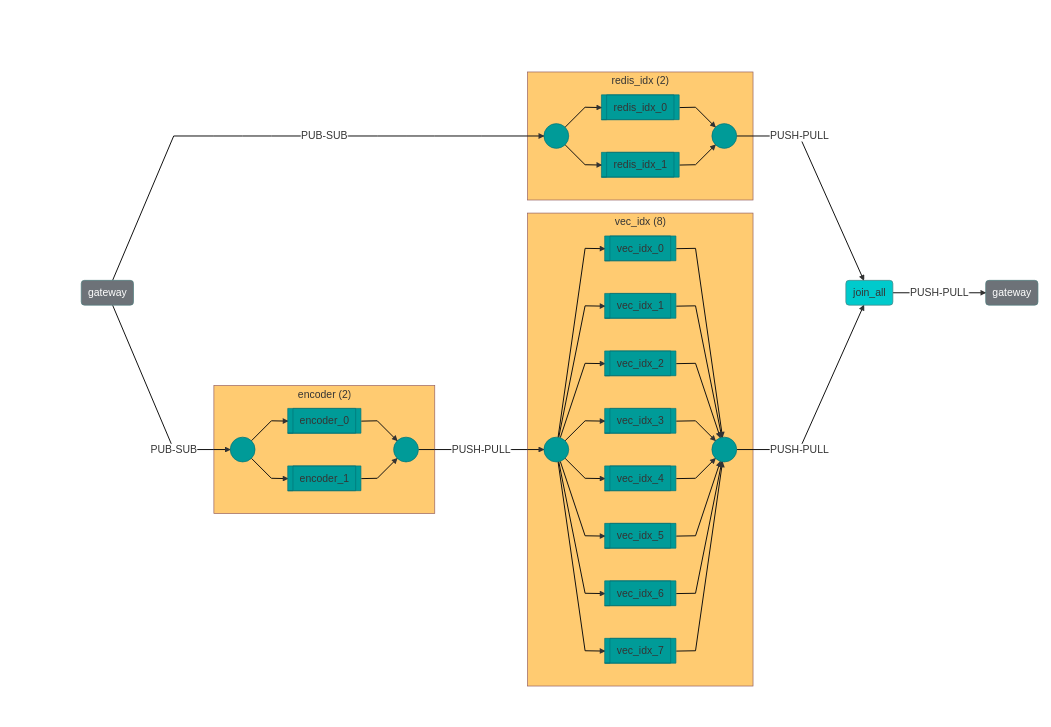 redis_idx (2)
redis_idx_0
PUB-SUB
PUSH-PULL
redis_idx_1
vec_idx (8)
vec_idx_0
gateway
join_all
PUSH-PULL
gateway
vec_idx_1
vec_idx_2
encoder (2)
encoder_0
vec_idx_3
PUB-SUB
PUSH-PULL
PUSH-PULL
encoder_1
vec_idx_4
vec_idx_5
vec_idx_6
vec_idx_7